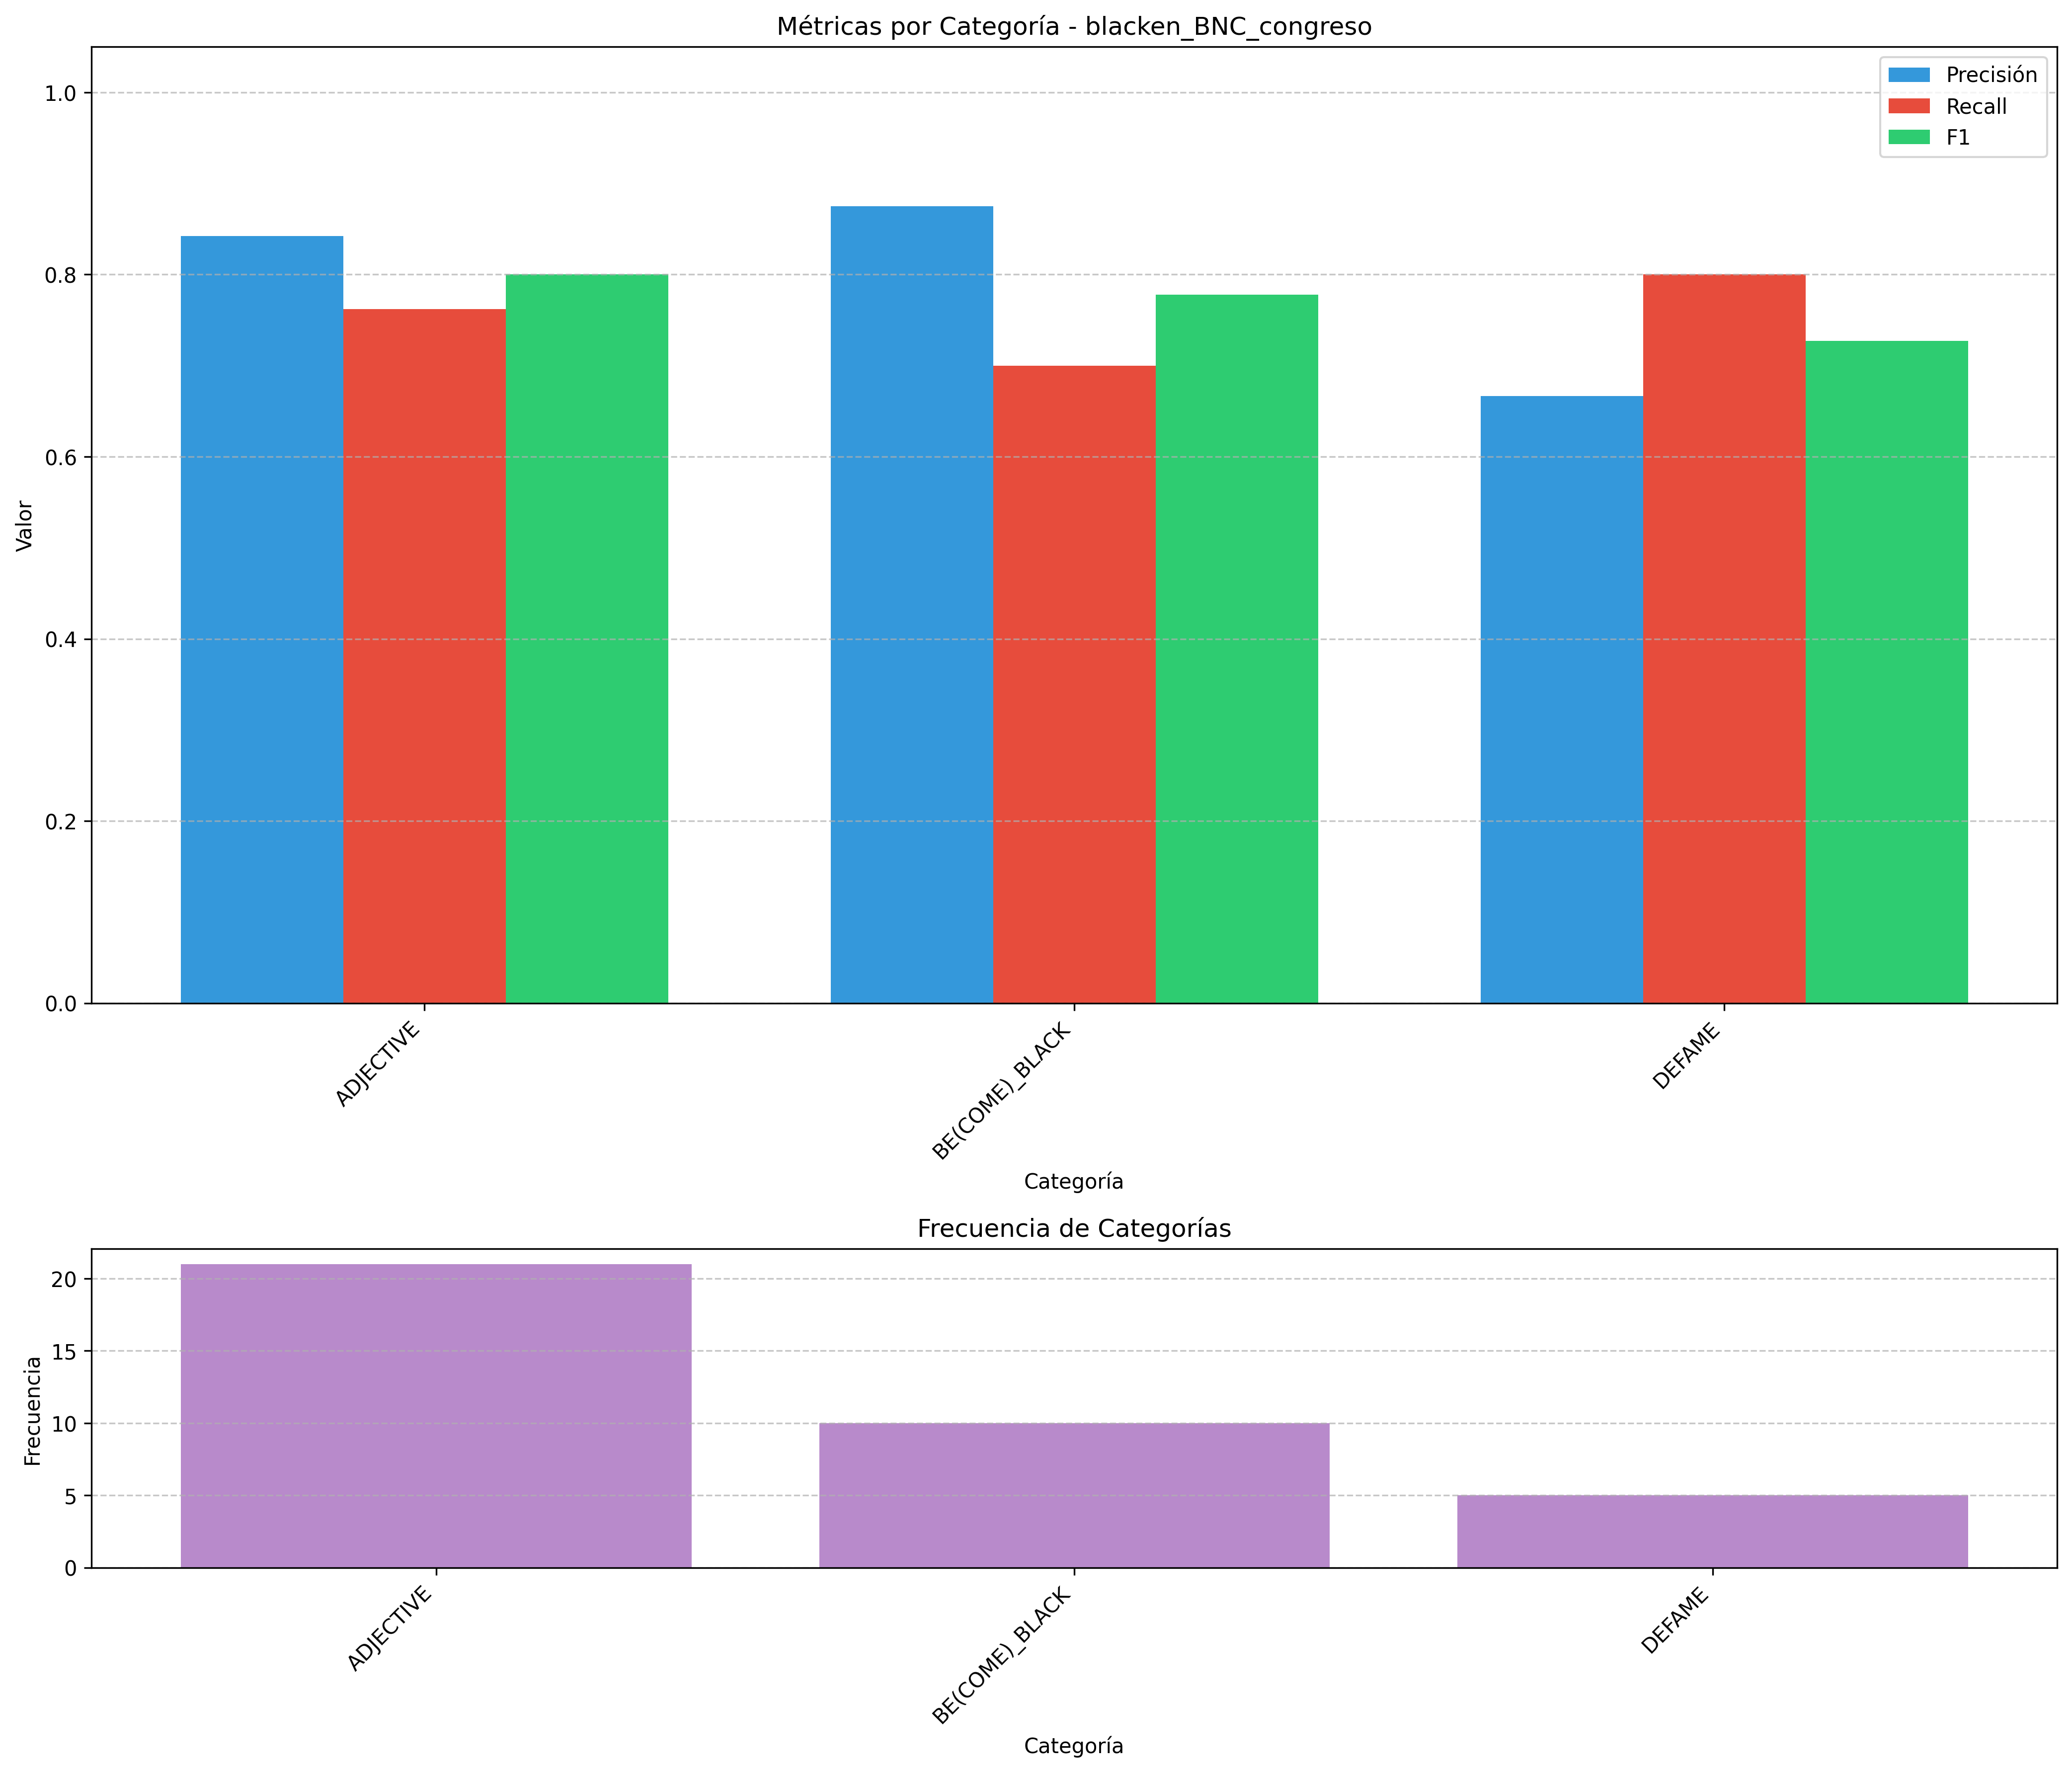 Métricas por Categoría - blacken_BNC_congreso
Precisión
Recall
F1
1.0
0.8
0.6
0.4
0.2
0.0
Valor
ADJECTIVE
BE(COME)_BLACK
DEFAME
Categoría
Frecuencia de Categorías
20
15
10
5
0
Frecuencia
ADJECTIVE
BE(COME)_BLACK
DEFAME
Categoría